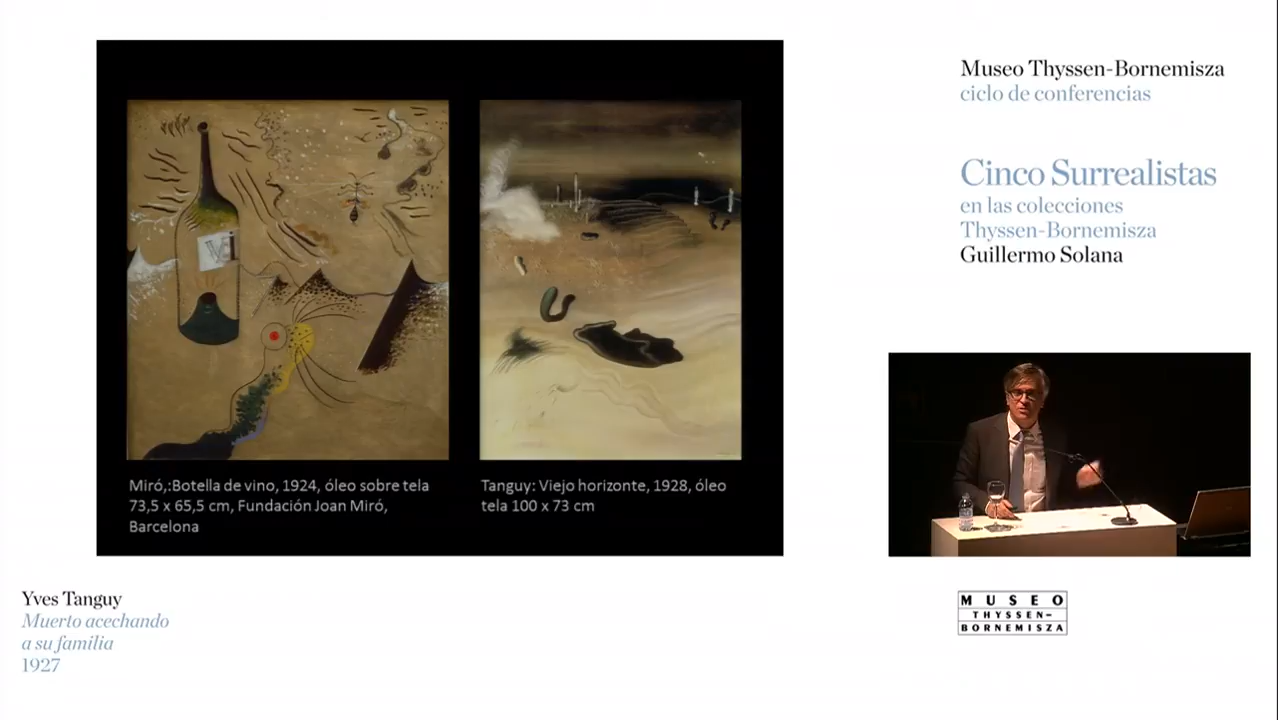 Museo Thyssen-Bornemisza
ciclo de conferencias
Cinco Surrealistas
en las colecciones
Thyssen-Bornemisza
Guillermo Solana
Vi
Miró,:Botella de vino, 1924, óleo sobre tela
73,5 x 65,5 cm, Fundación Joan Miró,
Barcelona
Tanguy: Viejo horizonte, 1928, óleo
tela 100 x 73 cm
Yves Tanguy
Muerto acechando
a su familia
1927
MUSEO
THYSSEN-
BORNEMISZA